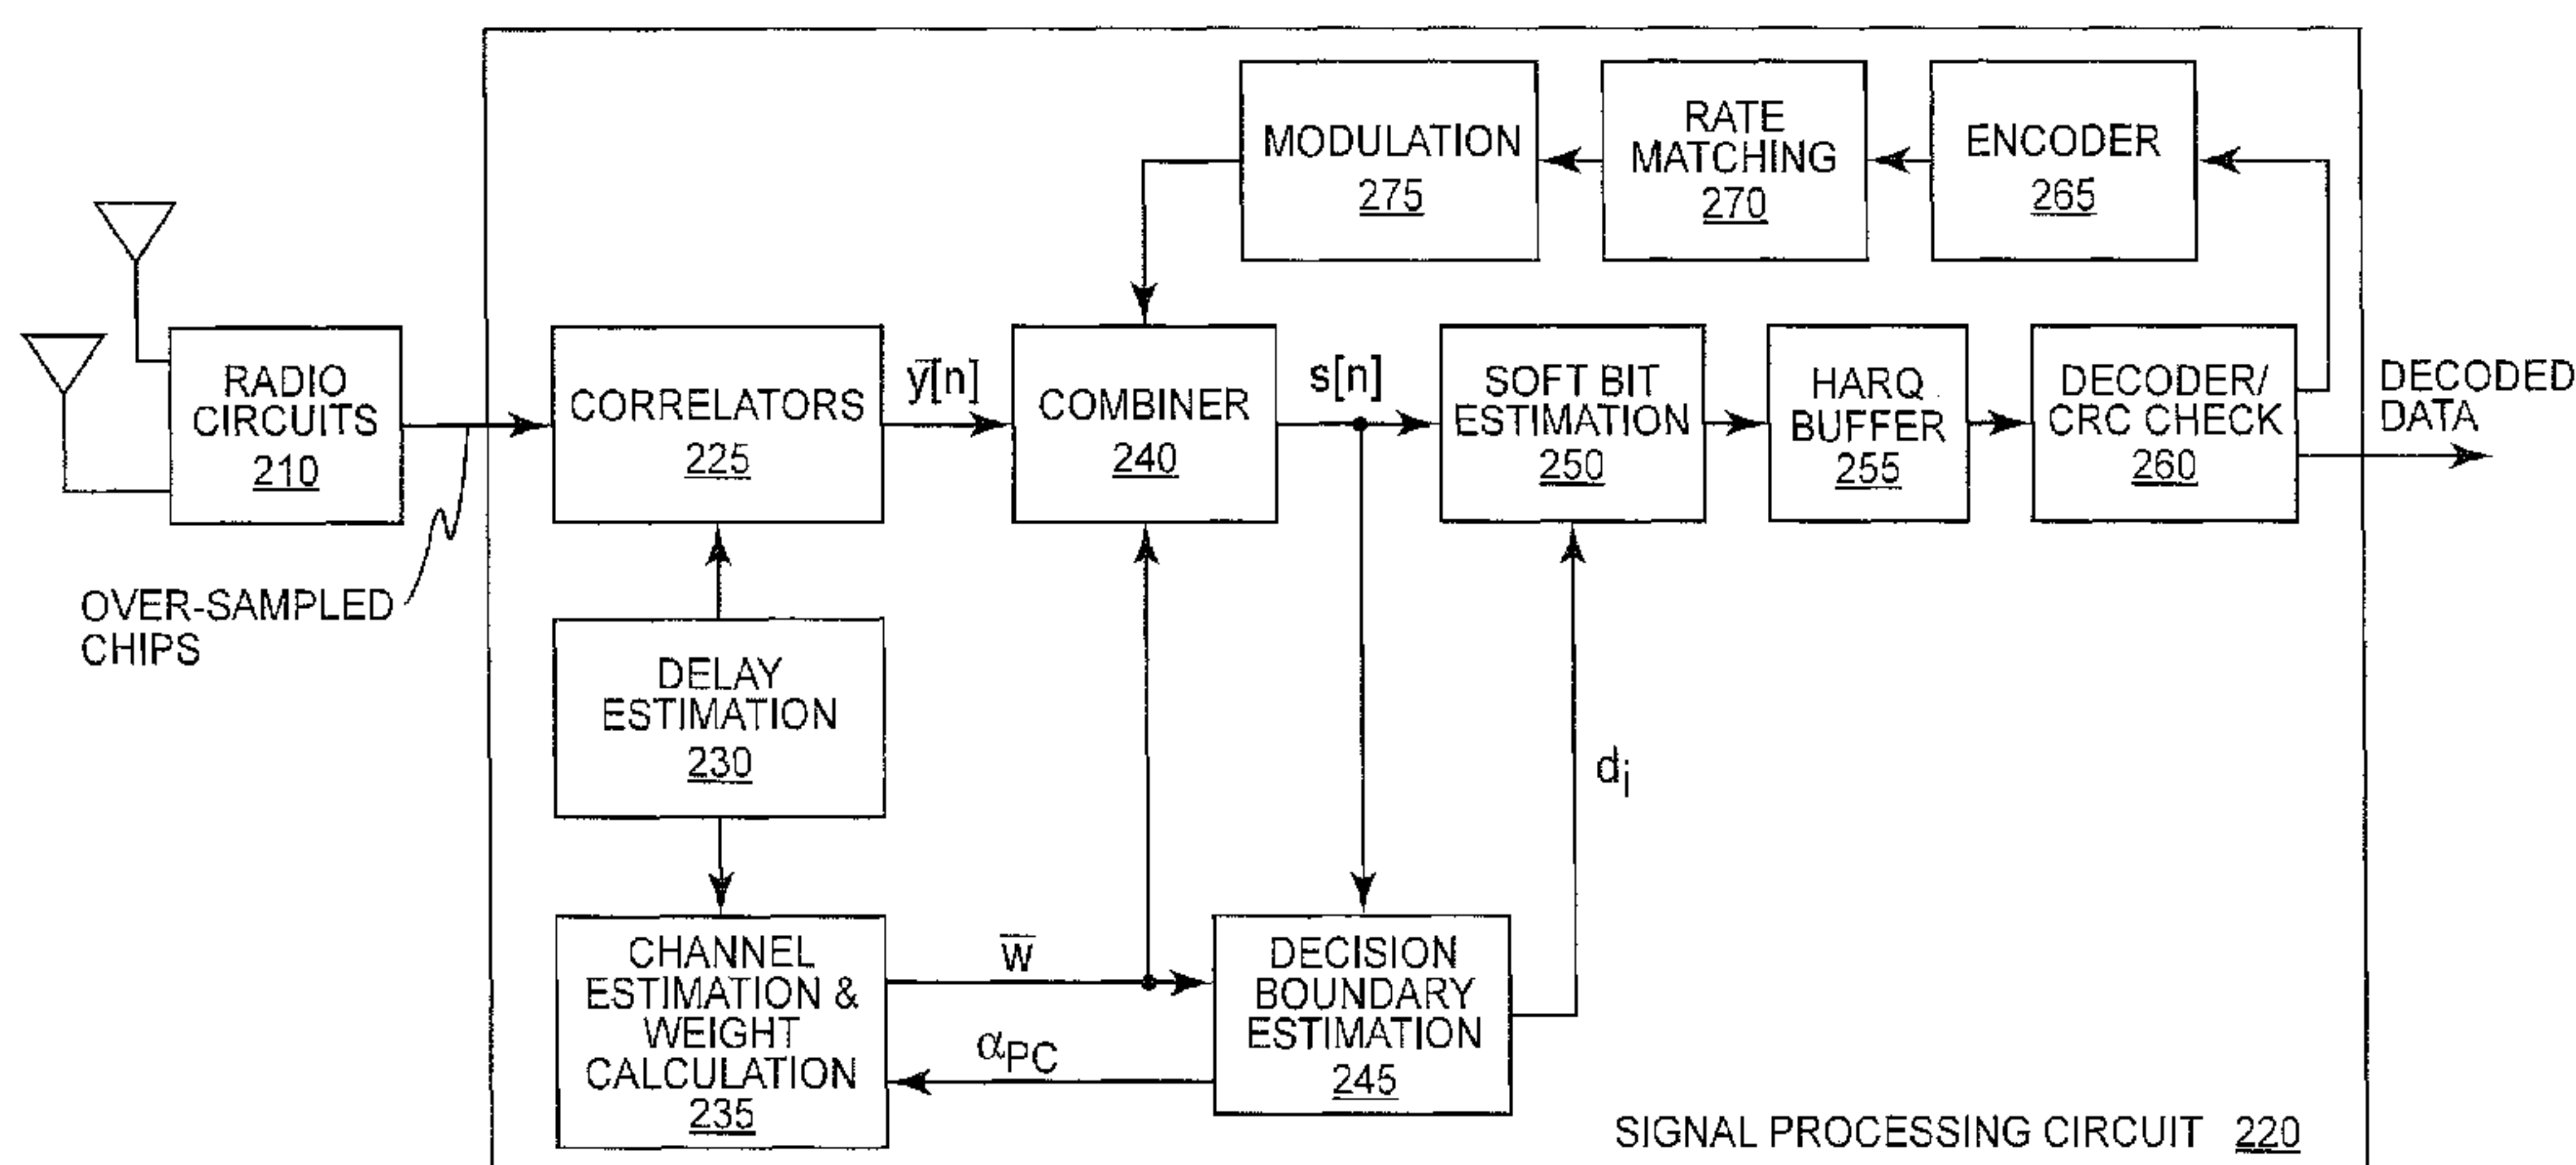 MODULATION
275
RATE
MATCHING
270
ENCODER
265
RADIO
CIRCUITS
210
CORRELATORS
225
y̅[n]
COMBINER
240
s[n]
SOFT BIT
ESTIMATION
250
HARQ
BUFFER
255
DECODER/
CRC CHECK
260
DECODED
DATA
OVER-SAMPLED
CHIPS
DELAY
ESTIMATION
230
di
CHANNEL
ESTIMATION &
WEIGHT
CALCULATION
235
w̅
αPC
DECISION
BOUNDARY
ESTIMATION
245
SIGNAL PROCESSING CIRCUIT 220